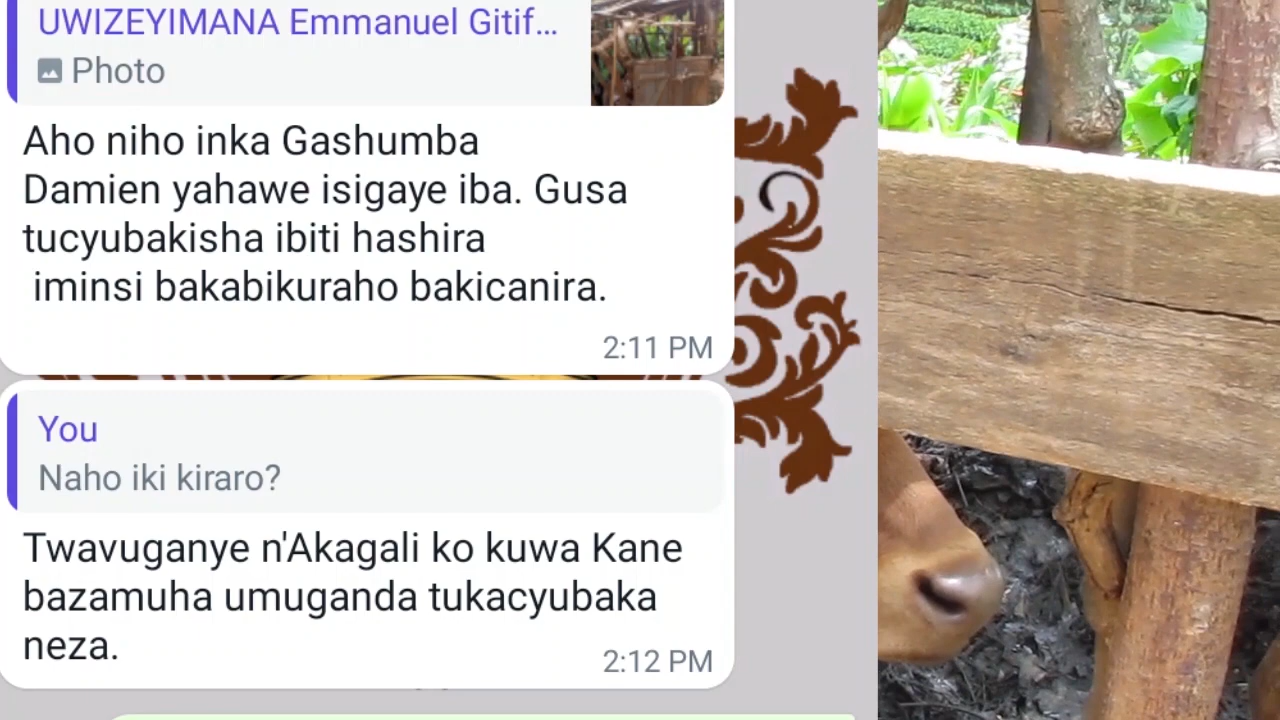 UWIZEYIMANA Emmanuel Gitif...
Photo
Aho niho inka Gashumba
Damien yahawe isigaye iba. Gusa
tucyubakisha ibiti hashira
iminsi bakabikuraho bakicanira.
2:11 PM
You
Naho iki kiraro?
Twavuganye n'Akagali ko kuwa Kane
bazamuha umuganda tukacyubaka
neza.
2:12 PM